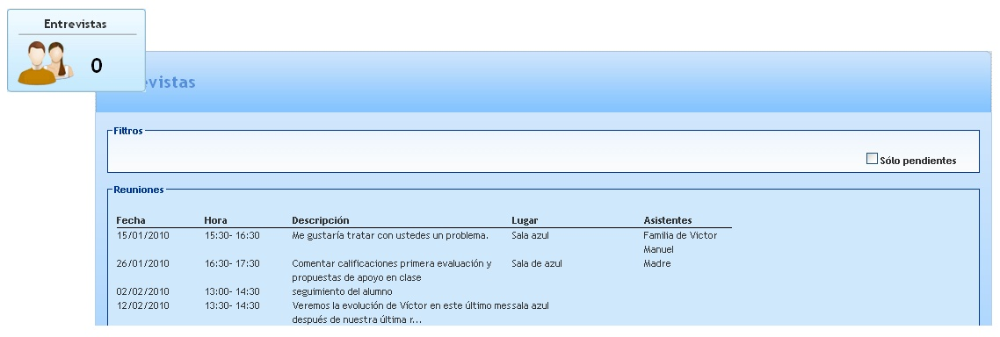 Entrevistas
0
evistas
Filtros
Sólo pendientes
Reuniones
Fecha Hora Descripción Lugar Asistentes
15/01/2010 15:30- 16:30 Me gustaría tratar con ustedes un problema. Sala azul Familia de Victor
Manuel
26/01/2010 16:30- 17:30 Comentar calificaciones primera evaluación y Sala de azul Madre
propuestas de apoyo en clase
02/02/2010 13:00- 14:30 seguimiento del alumno
12/02/2010 13:30- 14:30 Veremos la evolución de Víctor en este último mes sala azul
después de nuestra última r...